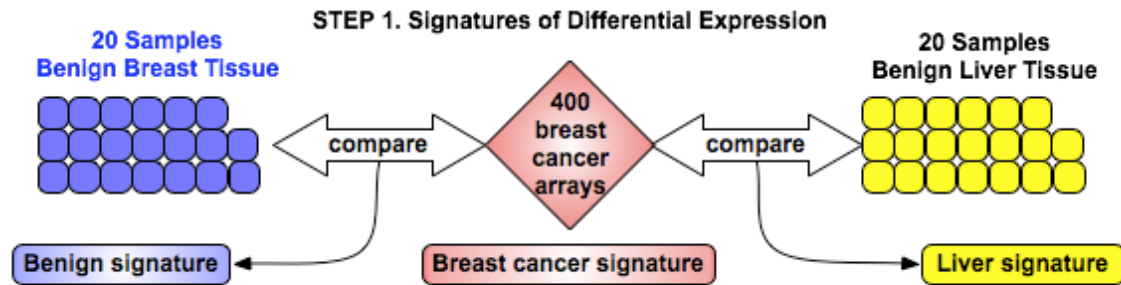 STEP 1. Signatures of Differential Expression
20 Samples
Benign Breast Tissue
20 Samples
Benign Liver Tissue
compare
400
breast
cancer
arrays
compare
Benign signature
Breast cancer signature
Liver signature